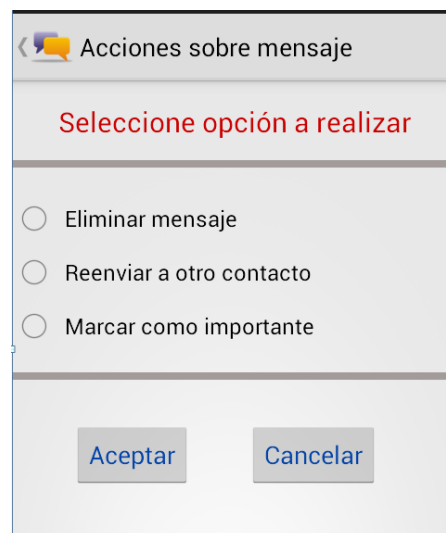 Acciones sobre mensaje
Seleccione opción a realizar
Eliminar mensaje
Reenviar a otro contacto
Marcar como importante
Aceptar
Cancelar